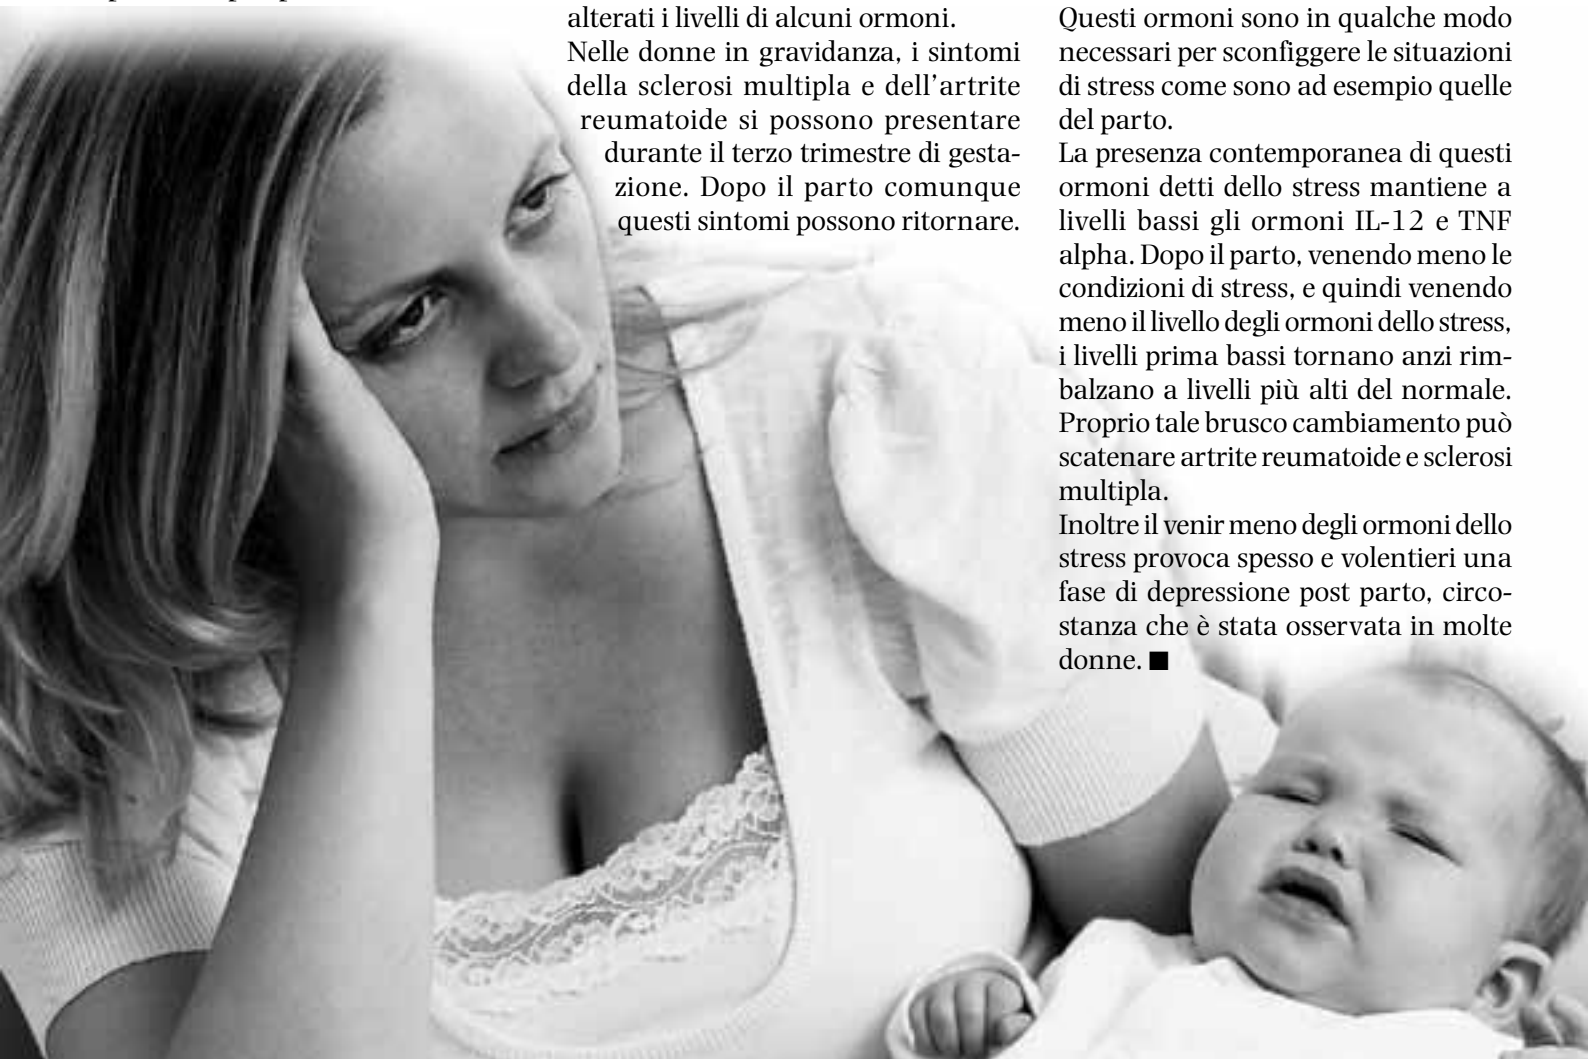 alterati i livelli di alcuni ormoni.
Nelle donne in gravidanza, i sintomi
della sclerosi multipla e dell'artrite
reumatoide si possono presentare
durante il terzo trimestre di gesta-
zione. Dopo il parto comunque
questi sintomi possono ritornare.
Questi ormoni sono in qualche modo
necessari per sconfiggere le situazioni
di stress come sono ad esempio quelle
del parto.
La presenza contemporanea di questi
ormoni detti dello stress mantiene a
livelli bassi gli ormoni IL-12 e TNF
alpha. Dopo il parto, venendo meno le
condizioni di stress, e quindi venendo
meno il livello degli ormoni dello stress,
i livelli prima bassi tornano anzi rim-
balzano a livelli più alti del normale.
Proprio tale brusco cambiamento può
scatenare artrite reumatoide e sclerosi
multipla.
Inoltre il venir meno degli ormoni dello
stress provoca spesso e volentieri una
fase di depressione post parto, circo-
stanza che è stata osservata in molte
donne. ■